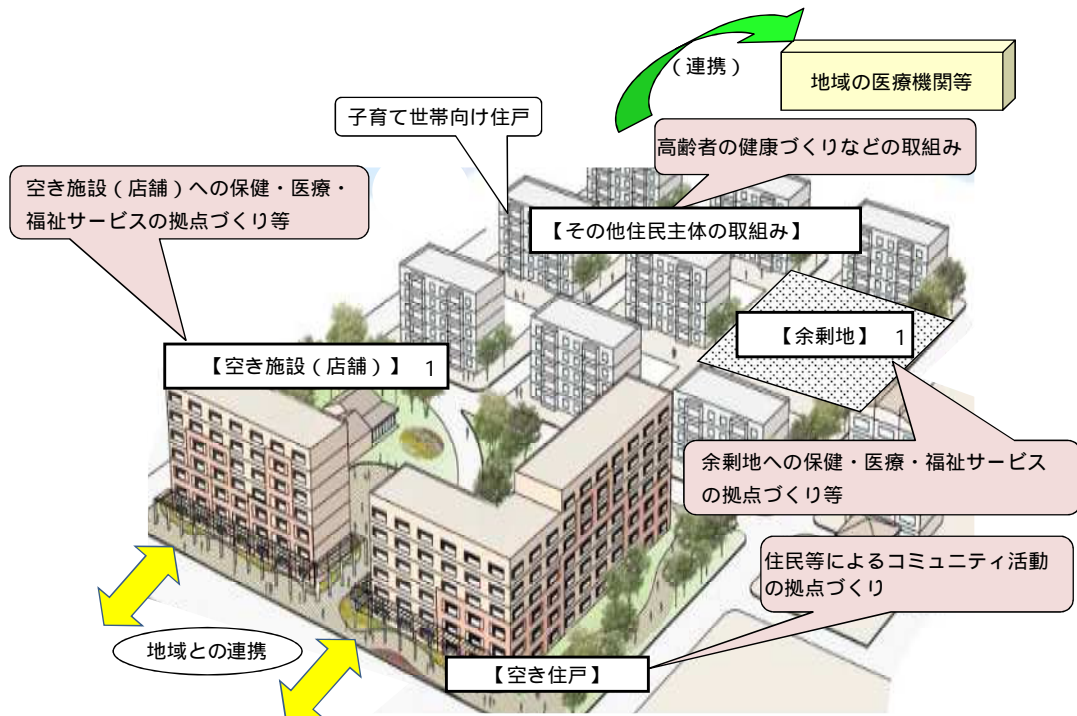 （連携）
地域の医療機関等
子育て世帯向け住戸
高齢者の健康づくりなどの取組み
空き施設（店舗）への保健・医療・
福祉サービスの拠点づくり等
【その他住民主体の取組み】
【余剰地】 1
【空き施設（店舗）】 1
余剰地への保健・医療・福祉サービス
の拠点づくり等
住民等によるコミュニティ活動
の拠点づくり
地域との連携
【空き住戸】